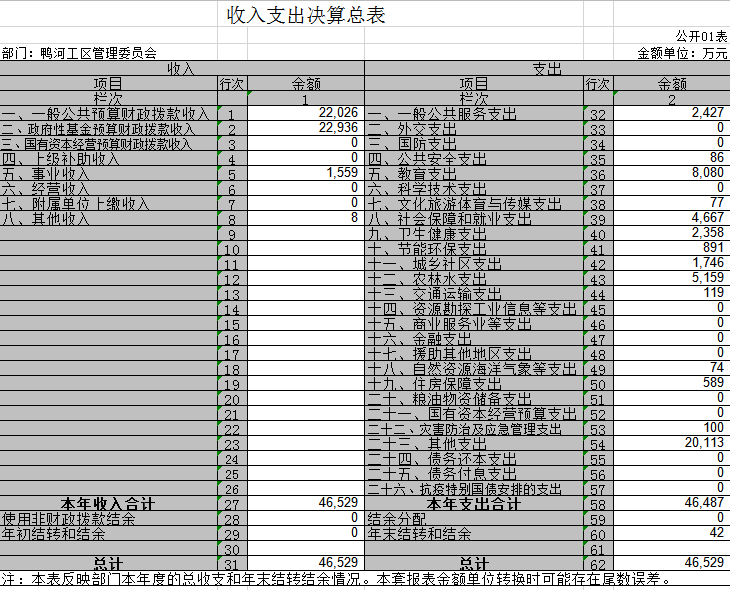 收入支出决算总表
公开01表
部门：鸭河工区管理委员会 金额单位：万元
收入 支出
项目 行次 金额 项目 行次 金额
栏次 1 栏次 2
一、一般公共预算财政拨款收入 1 22,026 一、一般公共服务支出 32 2,427
二、政府性基金预算财政拨款收入 2 22,936 二、外交支出 33 0
三、国有资本经营预算财政拨款收入 3 0 三、国防支出 34 0
四、上级补助收入 4 0 四、公共安全支出 35 86
五、事业收入 5 1,559 五、教育支出 36 8,080
六、经营收入 6 0 六、科学技术支出 37 0
七、附属单位上缴收入 7 0 七、文化旅游体育与传媒支出 38 77
八、其他收入 8 8 八、社会保障和就业支出 39 4,667
9 九、卫生健康支出 40 2,358
10 十、节能环保支出 41 891
11 十一、城乡社区支出 42 1,746
12 十二、农林水支出 43 5,159
13 十三、交通运输支出 44 119
14 十四、资源勘探工业信息等支出 45 0
15 十五、商业服务业等支出 46 0
16 十六、金融支出 47 0
17 十七、援助其他地区支出 48 0
18 十八、自然资源海洋气象等支出 49 74
19 十九、住房保障支出 50 589
20 二十、粮油物资储备支出 51 0
21 二十一、国有资本经营预算支出 52 0
22 二十二、灾害防治及应急管理支出 53 100
23 二十三、其他支出 54 20,113
24 二十四、债务还本支出 55 0
25 二十五、债务付息支出 56 0
26 二十六、抗疫特别国债安排的支出 57 0
本年收入合计 27 46,529 本年支出合计 58 46,487
使用非财政拨款结余 28 0 结余分配 59 0
年初结转和结余 29 0 年末结转和结余 60 42
30 61
总计 31 46,529 总计 62 46,529
注：本表反映部门本年度的总收支和年末结转结余情况。本套报表金额单位转换时可能存在尾数误差。